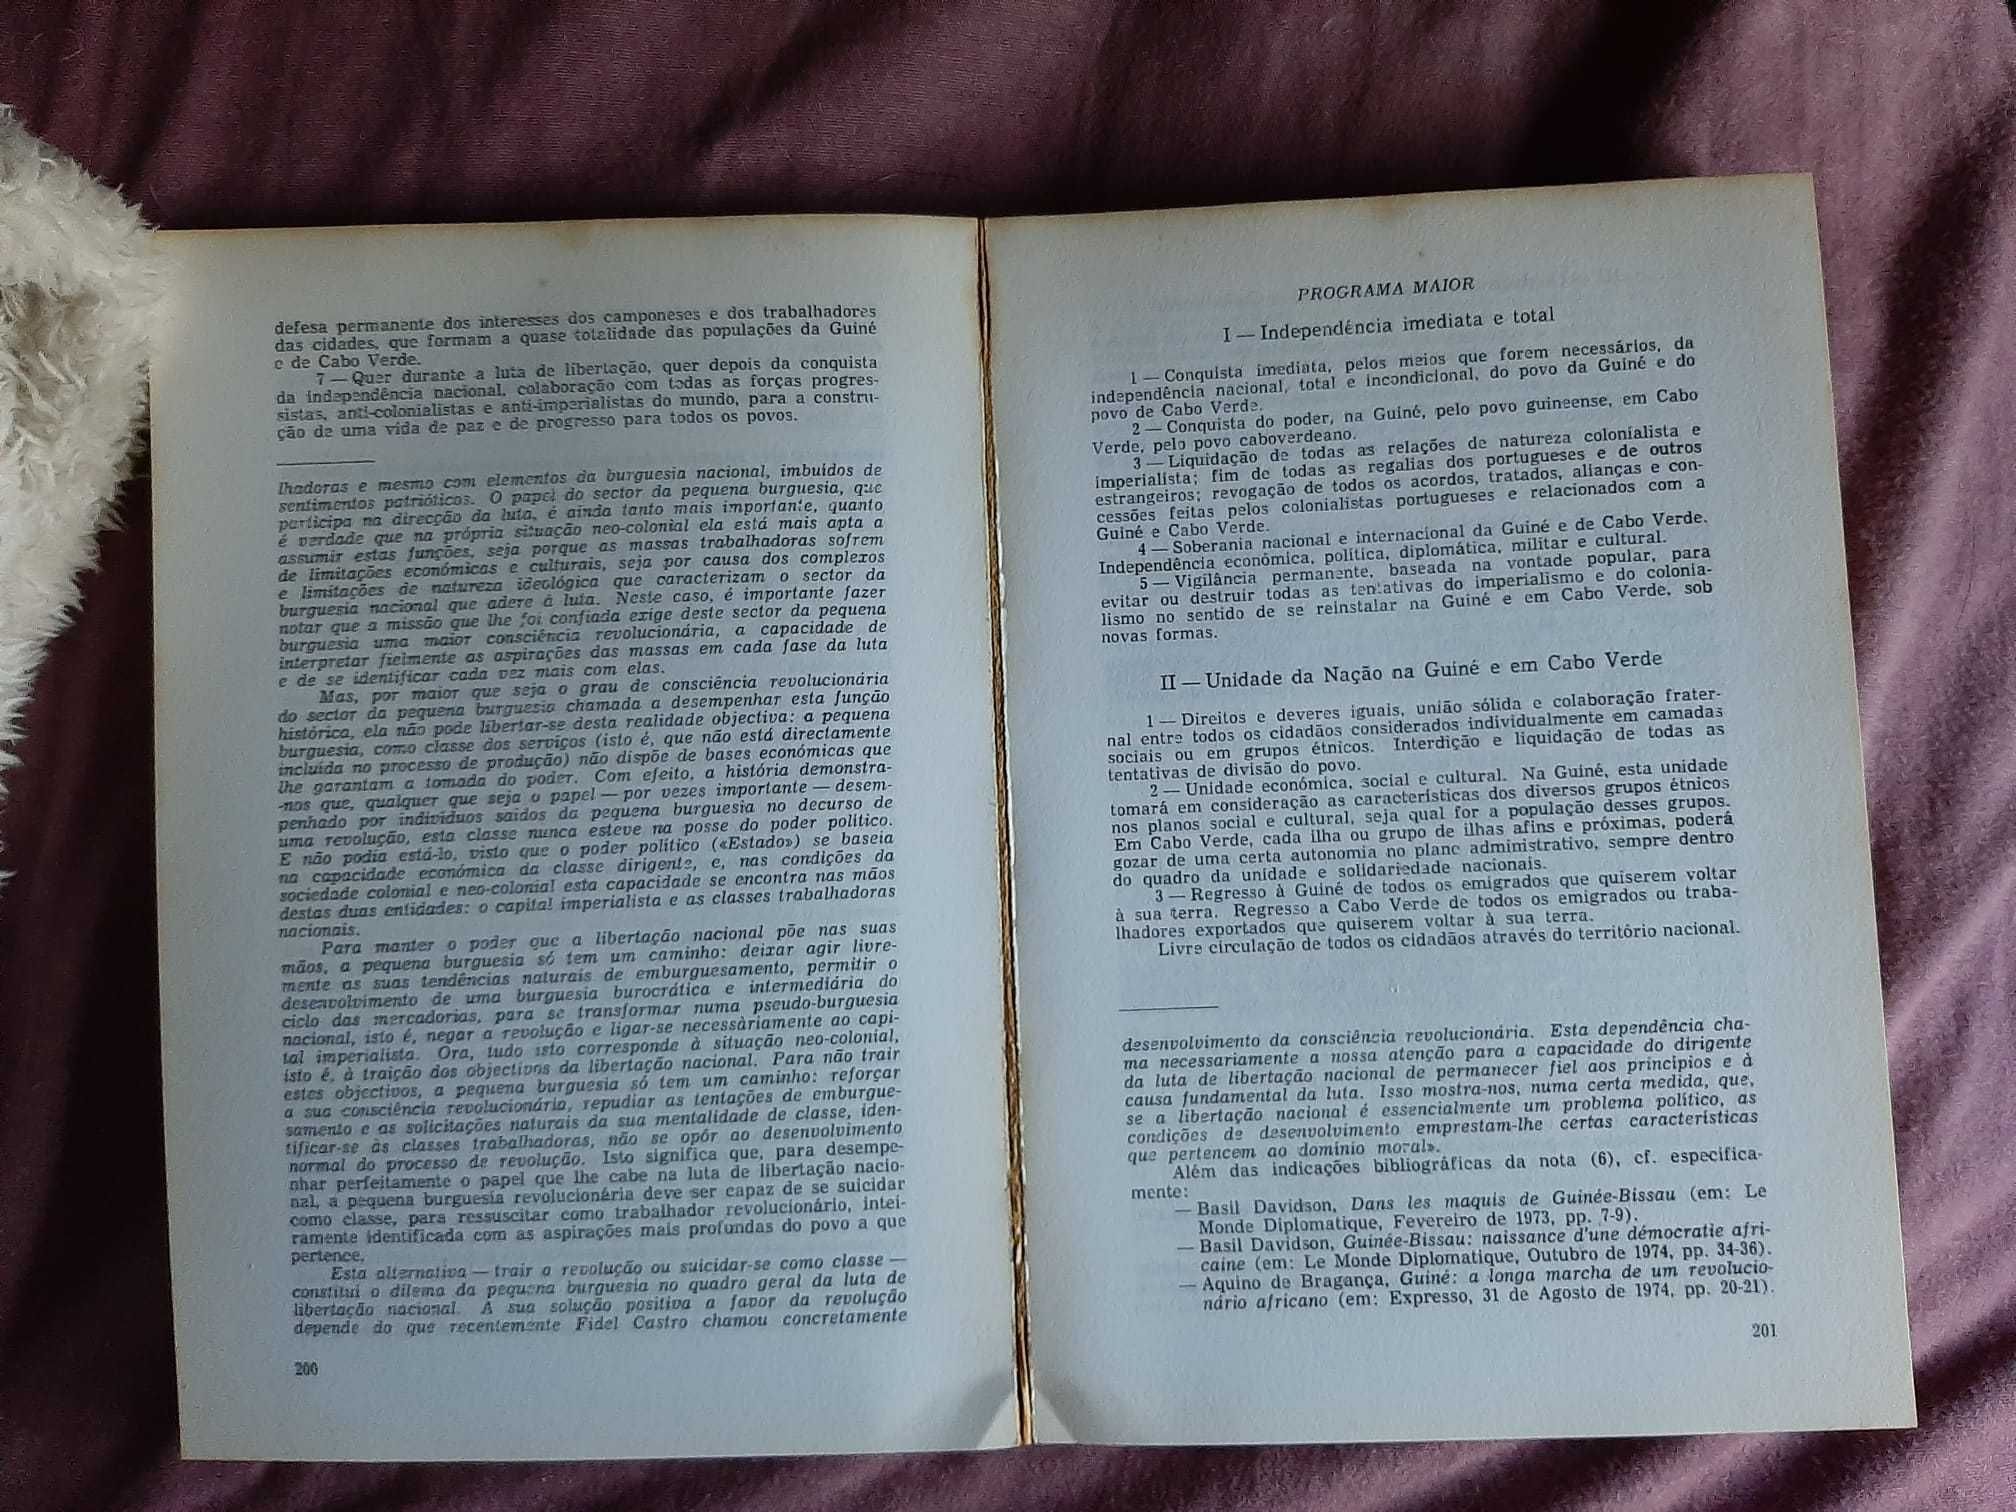 defesa permanente dos interesses dos camponeses e dos trabalhadores
das cidades, que formam a quase totalidade das populações da Guiné
e de Cabo Verde.
7 — Quer durante a luta de libertação, quer depois da conquista
da independência nacional, colaboração com todas as forças progres-
sistas, anti-colonialistas e anti-imperialistas do mundo, para a constru-
ção de uma vida de paz e de progresso para todos os povos.
lhadoras e mesmo com elementos da burguesia nacional, imbuídos de
sentimentos patrióticos. O papel do sector da pequena burguesia, que
participa na direcção da luta, é ainda tanto mais importante, quanto
é verdade que na própria situação neo-colonial ela está mais apta a
assumir estas funções, seja porque as massas trabalhadoras sofrem
de limitações económicas e culturais, seja por causa dos complexos
e limitações de natureza ideológica que caracterizam o sector da
burguesia nacional que adere à luta. Neste caso, é importante fazer
notar que a missão que lhe foi confiada exige deste sector da pequena
burguesia uma maior consciência revolucionária, a capacidade de
interpretar fielmente as aspirações das massas em cada fase da luta
e de se identificar cada vez mais com elas.
Mas, por maior que seja o grau de consciência revolucionária
do sector da pequena burguesia chamada a desempenhar esta função
histórica, ela não pode libertar-se desta realidade objectiva: a pequena
burguesia, como classe dos serviços (isto é, que não está directamente
incluída no processo de produção) não dispõe de bases económicas que
lhe garantam a tomada do poder. Com efeito, a história demonstra-
-nos que, qualquer que seja o papel — por vezes importante — desem-
penhado por indivíduos saídos da pequena burguesia no decurso de
uma revolução, esta classe nunca esteve na posse do poder político.
E não podia está-lo, visto que o poder político («Estado») se baseia
na capacidade económica da classe dirigente, e, nas condições da
sociedade colonial e neo-colonial esta capacidade se encontra nas mãos
destas duas entidades: o capital imperialista e as classes trabalhadoras
nacionais.
Para manter o poder que a libertação nacional põe nas suas
mãos, a pequena burguesia só tem um caminho: deixar agir livre-
mente as suas tendências naturais de emburguesamento, permitir o
desenvolvimento de uma burguesia burocrática e intermediária do
ciclo das mercadorias, para se transformar numa pseudo-burguesia
nacional, isto é, negar a revolução e ligar-se necessàriamente ao capi-
tal imperialista. Ora, tudo isto corresponde à situação neo-colonial,
isto é, à traição dos objectivos da libertação nacional. Para não trair
estes objectivos, a pequena burguesia só tem um caminho: reforçar
a sua consciência revolucionária, repudiar as tentações de emburgue-
samento e as solicitações naturais da sua mentalidade de classe, iden-
tificar-se às classes trabalhadoras, não se opôr ao desenvolvimento
normal do processo de revolução. Isto significa que, para desempe-
nhar perfeitamente o papel que lhe cabe na luta de libertação nacio-
nal, a pequena burguesia revolucionária deve ser capaz de se suicidar
como classe, para ressuscitar como trabalhador revolucionário, intei-
ramente identificada com as aspirações mais profundas do povo a que
pertence.
Esta alternativa — trair a revolução ou suicidar-se como classe —
constitui o dilema da pequena burguesia no quadro geral da luta de
libertação nacional. A sua solução positiva a favor da revolução
depende do que recentemente Fidel Castro chamou concretamente
200
PROGRAMA MAIOR
I — Independência imediata e total
1 — Conquista imediata, pelos meios que forem necessários, da
independência nacional, total e incondicional, do povo da Guiné e do
povo de Cabo Verde.
2 — Conquista do poder, na Guiné, pelo povo guineense, em Cabo
Verde, pelo povo caboverdeano.
3 — Liquidação de todas as relações de natureza colonialista e
imperialista; fim de todas as regalias dos portugueses e de outros
estrangeiros; revogação de todos os acordos, tratados, alianças e con-
cessões feitas pelos colonialistas portugueses e relacionados com a
Guiné e Cabo Verde.
4 — Soberania nacional e internacional da Guiné e de Cabo Verde.
Independência económica, política, diplomática, militar e cultural.
5 — Vigilância permanente, baseada na vontade popular, para
evitar ou destruir todas as tentativas do imperialismo e do colonia-
lismo no sentido de se reinstalar na Guiné e em Cabo Verde, sob
novas formas.
II — Unidade da Nação na Guiné e em Cabo Verde
1 — Direitos e deveres iguais, união sólida e colaboração frater-
nal entre todos os cidadãos considerados individualmente em camadas
sociais ou em grupos étnicos. Interdição e liquidação de todas as
tentativas de divisão do povo.
2 — Unidade económica, social e cultural. Na Guiné, esta unidade
tomará em consideração as características dos diversos grupos étnicos
nos planos social e cultural, seja qual for a população desses grupos.
Em Cabo Verde, cada ilha ou grupo de ilhas afins e próximas, poderá
gozar de uma certa autonomia no plano administrativo, sempre dentro
do quadro da unidade e solidariedade nacionais.
3 — Regresso à Guiné de todos os emigrados que quiserem voltar
à sua terra. Regresso a Cabo Verde de todos os emigrados ou traba-
lhadores exportados que quiserem voltar à sua terra.
Livre circulação de todos os cidadãos através do território nacional.
desenvolvimento da consciência revolucionária. Esta dependência cha-
ma necessariamente a nossa atenção para a capacidade do dirigente
da luta de libertação nacional de permanecer fiel aos princípios e à
causa fundamental da luta. Isso mostra-nos, numa certa medida, que,
se a libertação nacional é essencialmente um problema político, as
condições de desenvolvimento emprestam-lhe certas características
que pertencem ao domínio moral».
Além das indicações bibliográficas da nota (6), cf. especifica-
mente:
— Basil Davidson, Dans les maquis de Guinée-Bissau (em: Le
Monde Diplomatique, Fevereiro de 1973, pp. 7-9).
— Basil Davidson, Guinée-Bissau: naissance d'une démocratie afri-
caine (em: Le Monde Diplomatique, Outubro de 1974, pp. 34-36).
— Aquino de Bragança, Guiné: a longa marcha de um revolucio-
nário africano (em: Expresso, 31 de Agosto de 1974, pp. 20-21).
201